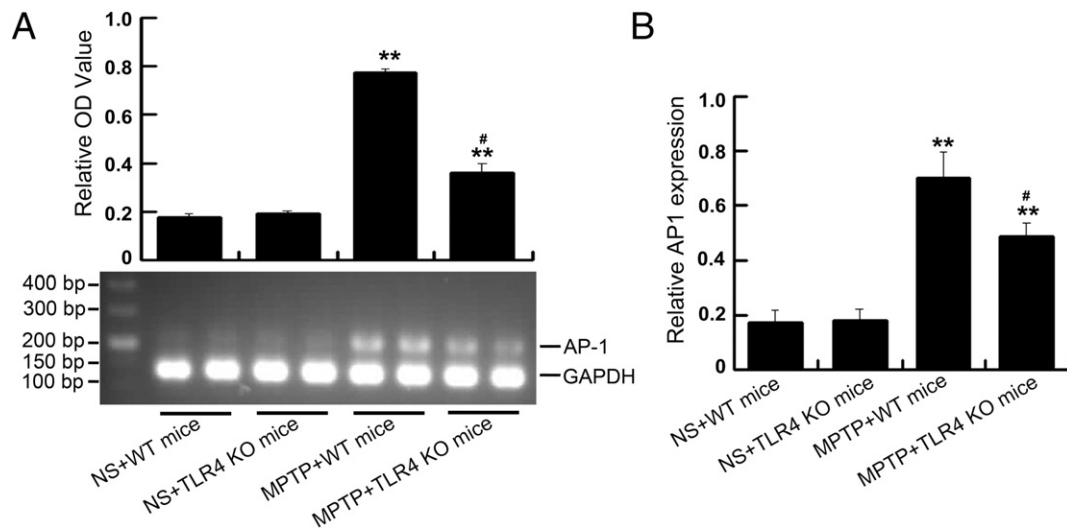 A
Relative OD Value
1.0
0.8
0.6
0.4
0.2
0
**
#
**
400 bp
300 bp
200 bp
150 bp
100 bp
AP-1
GAPDH
NS+WT mice
NS+TLR4 KO mice
MPTP+WT mice
MPTP+TLR4 KO mice
B
Relative AP1 expression
1.0
0.8
0.6
0.4
0.2
0
**
#
**
NS+WT mice
NS+TLR4 KO mice
MPTP+WT mice
MPTP+TLR4 KO mice